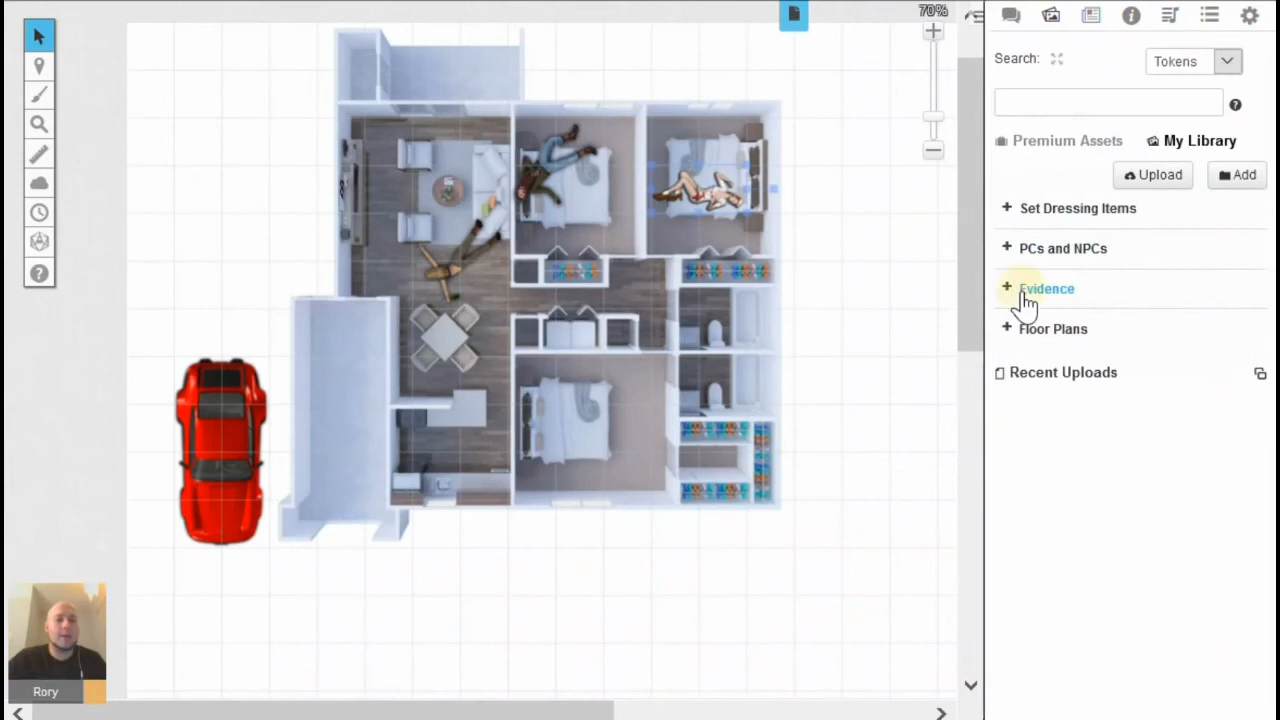 70%
Search:
Tokens
Premium Assets
My Library
Upload
Add
+ Set Dressing Items
+ PCs and NPCs
+ Evidence
+ Floor Plans
Recent Uploads
Rory